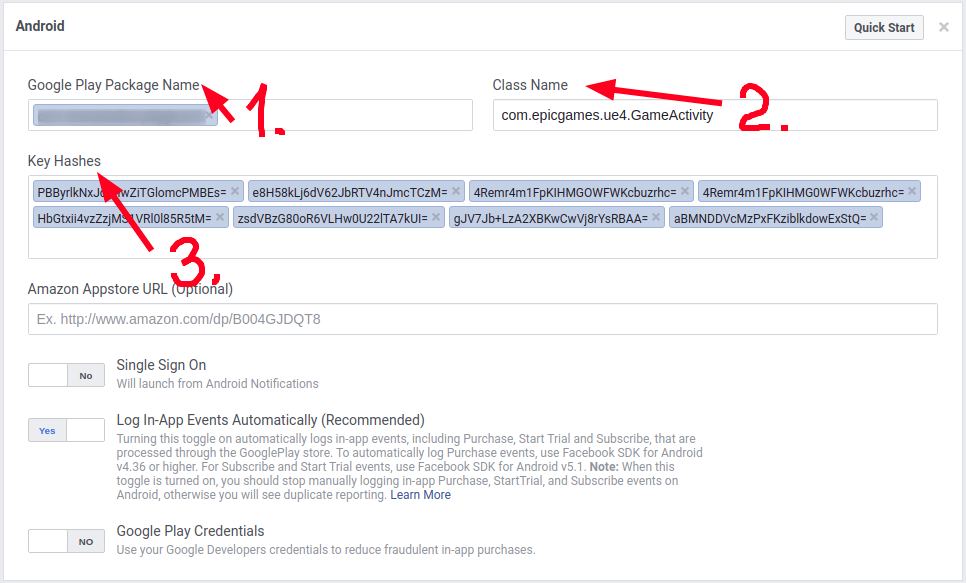 Android
Quick Start
Google Play Package Name
1.
Class Name
2.
com.epicgames.ue4.GameActivity
Key Hashes
e8H58kLj6dV62JbRTV4nJmcTCzM=
4Remr4m1FpKIHMGOWFWKcbuzrhc=
4Remr4m1FpKIHMG0WFWKcbuzrhc=
zsdVBzG80oR6VLHw0U22lTA7kUI=
gJV7Jb+LzA2XBKwCwVj8rYsRBAA=
aBMNDDVcMzPxFKziblkdowExStQ=
3.
Amazon Appstore URL (Optional)
Ex. http://www.amazon.com/dp/B004GJDQT8
No
Single Sign On
Will launch from Android Notifications
Yes
Log In-App Events Automatically (Recommended)
Turning this toggle on automatically logs in-app events, including Purchase, Start Trial and Subscribe, that are
processed through the GooglePlay store. To automatically log Purchase events, use Facebook SDK for Android
v4.36 or higher. For Subscribe and Start Trial events, use Facebook SDK for Android v5.1. Note: When this
toggle is turned on, you should stop manually logging in-app Purchase, StartTrial, and Subscribe events on
Android, otherwise you will see duplicate reporting. Learn More
NO
Google Play Credentials
Use your Google Developers credentials to reduce fraudulent in-app purchases.